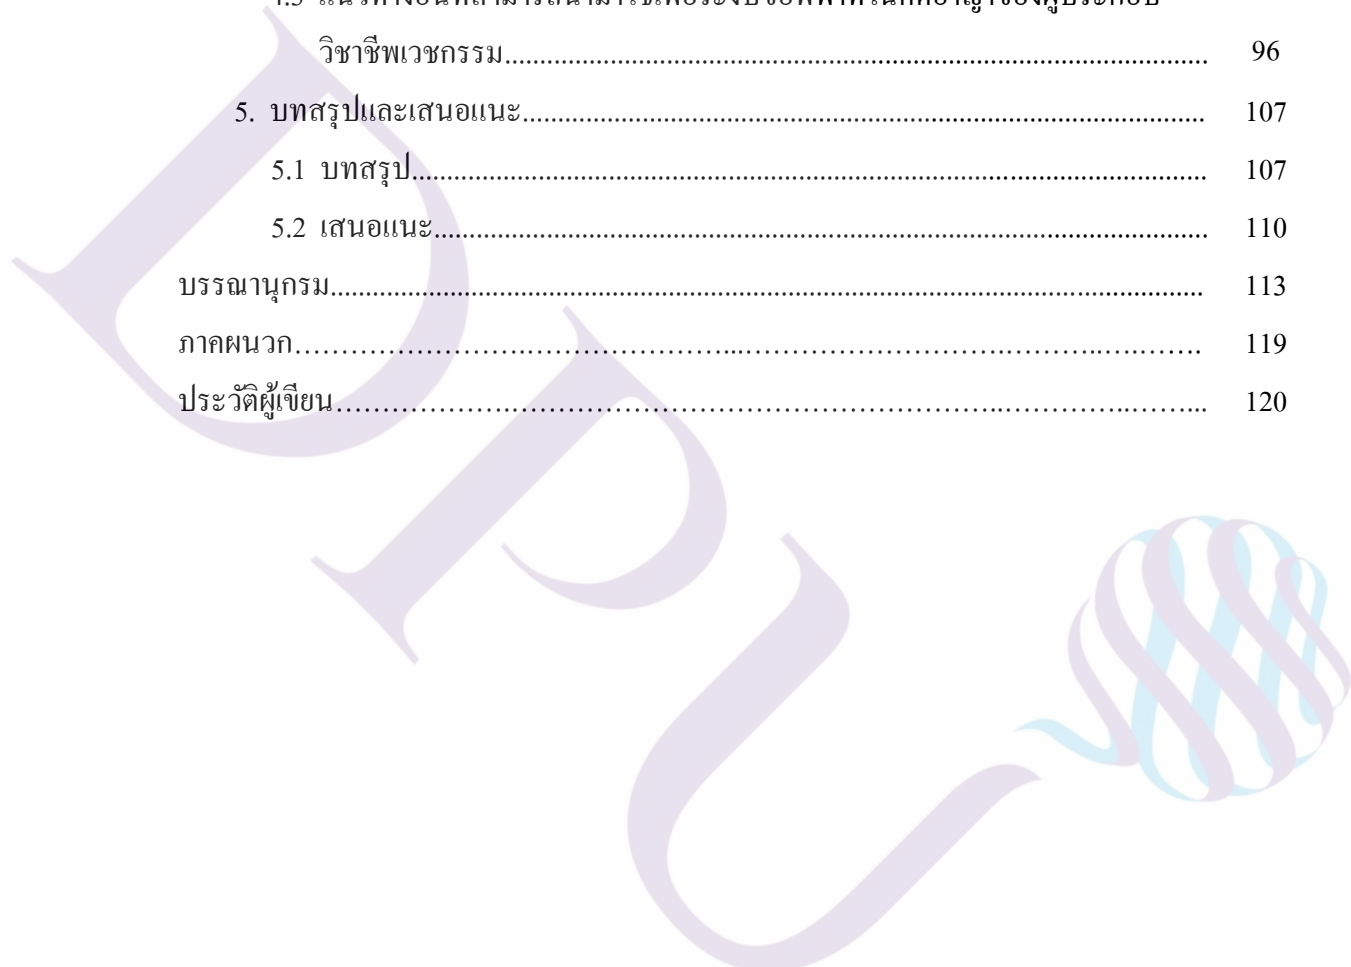 วิชาชีพเวชกรรม........................................................................................................ 96
5. บทสรุปและเสนอแนะ..................................................................................................... 107
5.1 บทสรุป...................................................................................................................... 107
5.2 เสนอแนะ................................................................................................................... 110
บรรณานุกรม............................................................................................................................... 113
ภาคผนวก……………………………………………………………………………………. 119
ประวัติผู้เขียน………………………………………………………………………………... 120
DPU